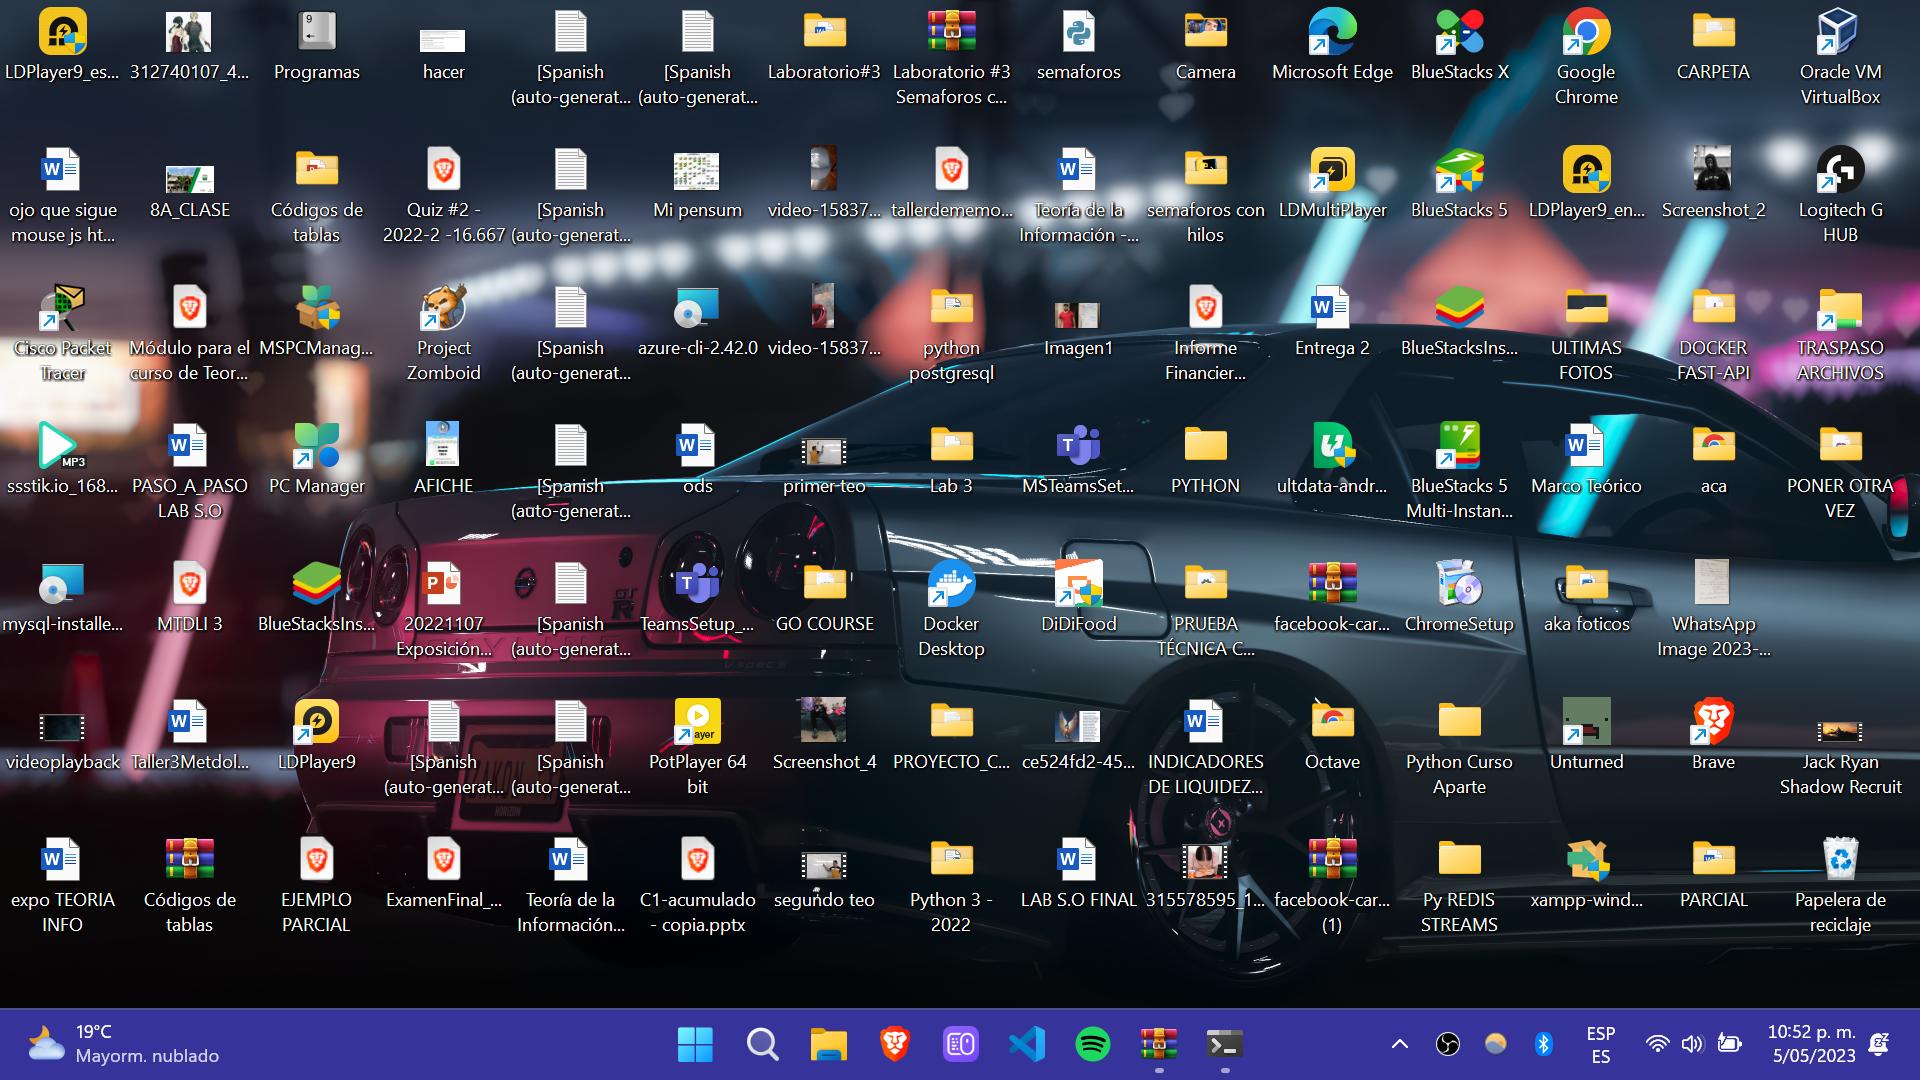 LDPlayer9_es...
312740107_4...
Programas
hacer
[Spanish
(auto-generat...
[Spanish
(auto-generat...
Laboratorio#3
Laboratorio #3
Semaforos c...
semaforos
Camera
Microsoft Edge
BlueStacks X
Google
Chrome
CARPETA
Oracle VM
VirtualBox
ojo que sigue
mouse js ht...
8A_CLASE
Códigos de
tablas
Quiz #2 -
2022-2 -16.667
[Spanish
(auto-generat...
Mi pensum
video-15837...
tallerdememo...
Teoría de la
Información -...
semaforos con
hilos
LDMultiPlayer
BlueStacks 5
LDPlayer9_en...
Screenshot_2
Logitech G
HUB
Cisco Packet
Tracer
Módulo para el
curso de Teor...
MSPCManag...
Project
Zomboid
[Spanish
(auto-generat...
azure-cli-2.42.0
video-15837...
python
postgresql
Imagen1
Informe
Financier...
Entrega 2
BlueStacksIns...
ULTIMAS
FOTOS
DOCKER
FAST-API
TRASPASO
ARCHIVOS
MP3
ssstik.io_168...
PASO_A_PASO
LAB S.O
PC Manager
AFICHE
[Spanish
(auto-generat...
ods
primer-teo
Lab 3
MSTeamsSet...
PYTHON
ultdata-andr...
BlueStacks 5
Multi-Instan...
Marco Teórico
aca
PONER OTRA
VEZ
mysql-installe...
MTDLI 3
BlueStacksIns...
20221107
Exposición...
[Spanish
(auto-generat...
TeamsSetup_...
GO COURSE
Docker
Desktop
DiDiFood
PRUEBA
TÉCNICA C...
facebook-car...
ChromeSetup
aka foticos
WhatsApp
Image 2023-...
videoplayback
Taller3Metdol...
LDPlayer9
[Spanish
(auto-generat...
[Spanish
(auto-generat...
PotPlayer 64
bit
Screenshot_4
PROYECTO_C...
ce524fd2-45...
INDICADORES
DE LIQUIDEZ...
Octave
Python Curso
Aparte
Unturned
Brave
Jack Ryan
Shadow Recruit
HORIZON
expo TEORIA
INFO
Códigos de
tablas
EJEMPLO
PARCIAL
ExamenFinal_...
Teoría de la
Información...
C1-acumulado
- copia.pptx
segundo teo
Python 3 -
2022
LAB S.O FINAL
315578595_1...
facebook-car...
(1)
Py REDIS
STREAMS
xampp-wind...
PARCIAL
Papelera de
reciclaje
19°C
Mayorm. nublado
ESP
ES
10:52 p. m.
5/05/2023